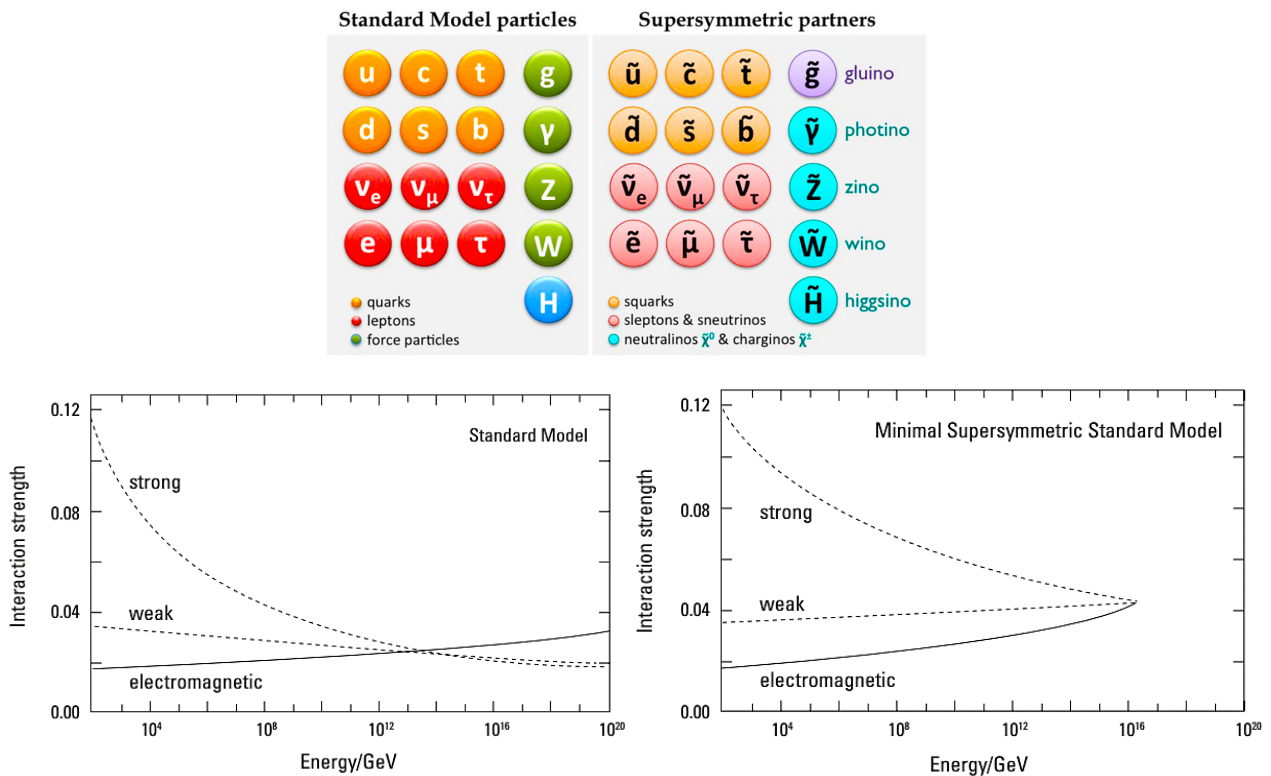 Standard Model particles
Supersymmetric partners
u c t g
d s b γ
νe νμ ντ Z
e μ τ W
H
quarks
leptons
force particles
ũ c̃ t̃ g̃ gluino
d̃ s̃ b̃ γ̃ photino
ν̃e ν̃μ ν̃τ Z̃ zino
ẽ μ̃ τ̃ W̃ wino
H̃ higgsino
squarks
sleptons & sneutrinos
neutralinos χ̃⁰ & charginos χ̃±
Interaction strength
0.12
0.08
0.04
0.00
Standard Model
strong
weak
electromagnetic
10⁴ 10⁸ 10¹² 10¹⁶ 10²⁰
Energy/GeV
Interaction strength
0.12
0.08
0.04
0.00
Minimal Supersymmetric Standard Model
strong
weak
electromagnetic
10⁴ 10⁸ 10¹² 10¹⁶ 10²⁰
Energy/GeV